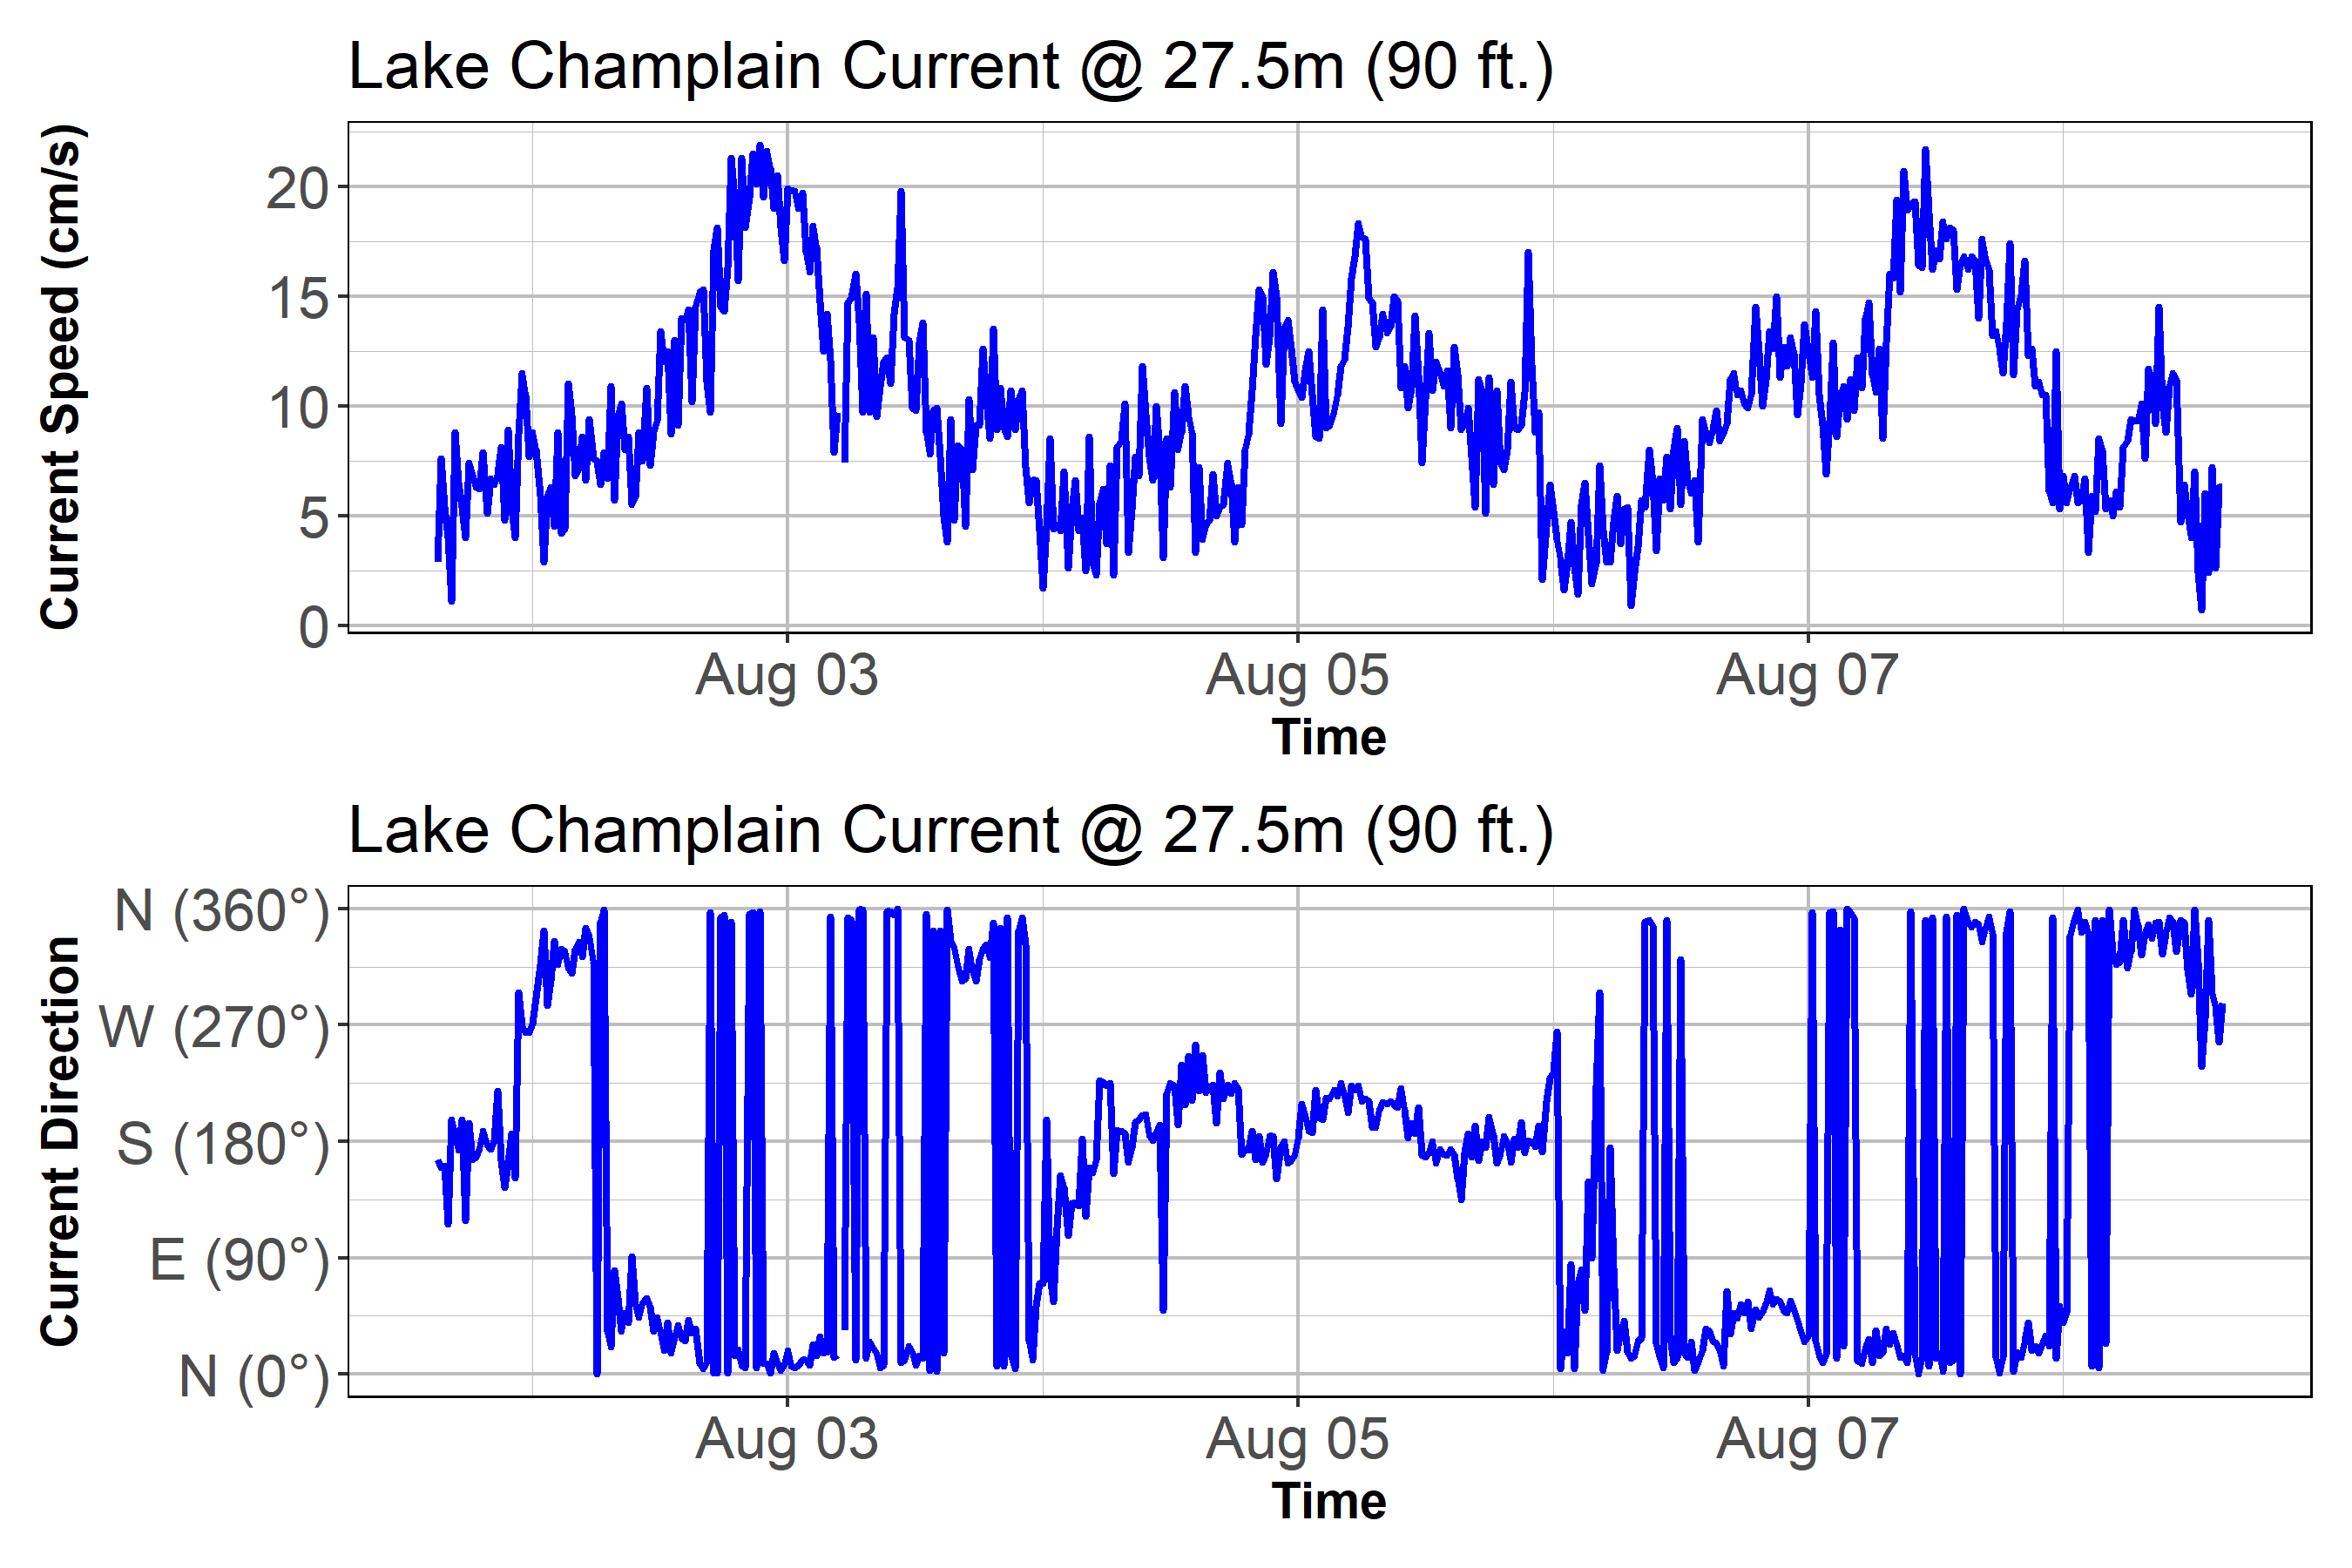 Lake Champlain Current @ 27.5m (90 ft.)
Current Speed (cm/s)
20
15
10
5
0
Aug 03 Aug 05 Aug 07
Time
Lake Champlain Current @ 27.5m (90 ft.)
Current Direction
N (360°)
W (270°)
S (180°)
E (90°)
N (0°)
Aug 03 Aug 05 Aug 07
Time